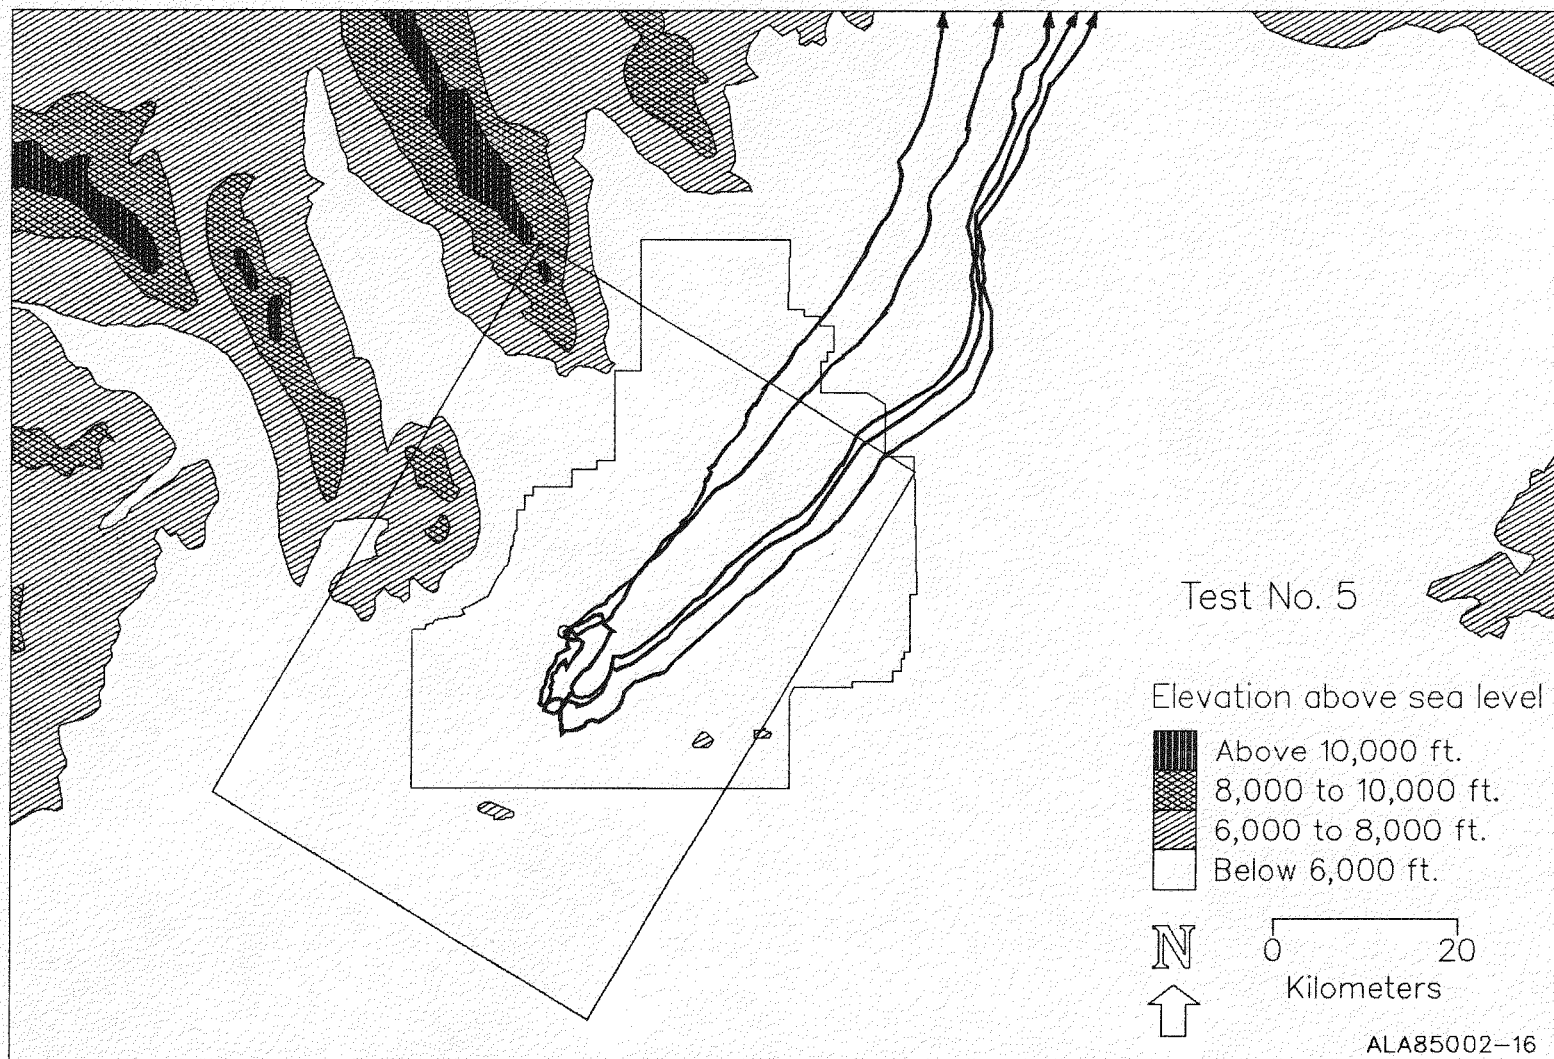 Test No. 5
Elevation above sea level
Above 10,000 ft.
8,000 to 10,000 ft.
6,000 to 8,000 ft.
Below 6,000 ft.
N
0 20
Kilometers
ALA85002-16